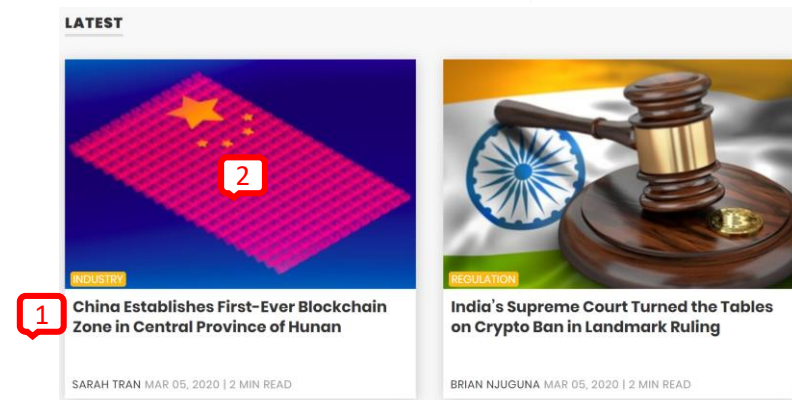 LATEST
2
INDUSTRY
1
China Establishes First-Ever Blockchain
Zone in Central Province of Hunan
SARAH TRAN MAR 05, 2020 | 2 MIN READ
REGULATION
India's Supreme Court Turned the Tables
on Crypto Ban in Landmark Ruling
BRIAN NJUGUNA MAR 05, 2020 | 2 MIN READ